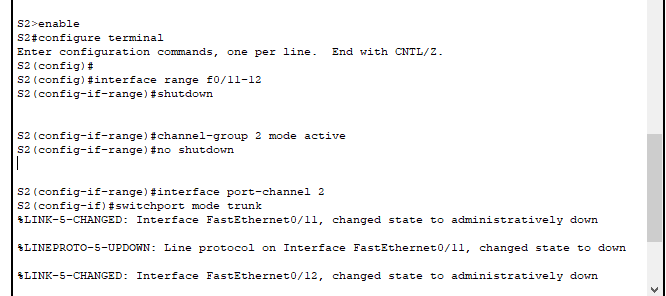 S2>enable
S2#configure terminal
Enter configuration commands, one per line.  End with CNTL/Z.
S2(config)#
S2(config)#interface range f0/11-12
S2(config-if-range)#shutdown
S2(config-if-range)#channel-group 2 mode active
S2(config-if-range)#no shutdown
S2(config-if-range)#interface port-channel 2
S2(config-if)#switchport mode trunk
%LINK-5-CHANGED: Interface FastEthernet0/11, changed state to administratively down
%LINEPROTO-5-UPDOWN: Line protocol on Interface FastEthernet0/11, changed state to down
%LINK-5-CHANGED: Interface FastEthernet0/12, changed state to administratively down